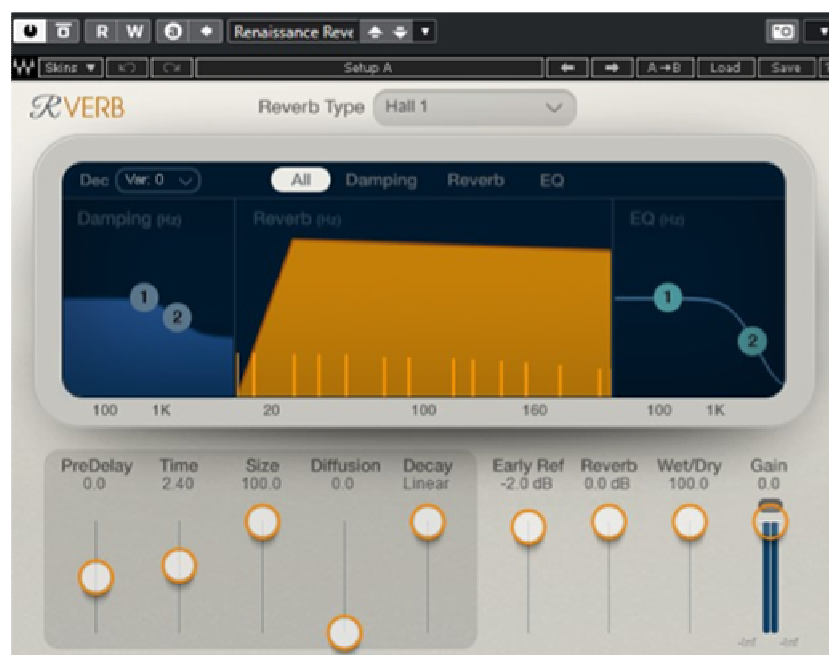 R W a Renaissance Reve
Skins Setup A A→B Load Save
RVERB Reverb Type Hall 1
Dec Var: 0 All Damping Reverb EQ
Damping (Hz) Reverb (Hz) EQ (Hz)
1 2 1 2
100 1K 20 100 160 100 1K
PreDelay Time Size Diffusion Decay Early Ref Reverb Wet/Dry Gain
0.0 2.40 100.0 0.0 Linear -2.0 dB 0.0 dB 100.0 0.0
-Inf -Inf